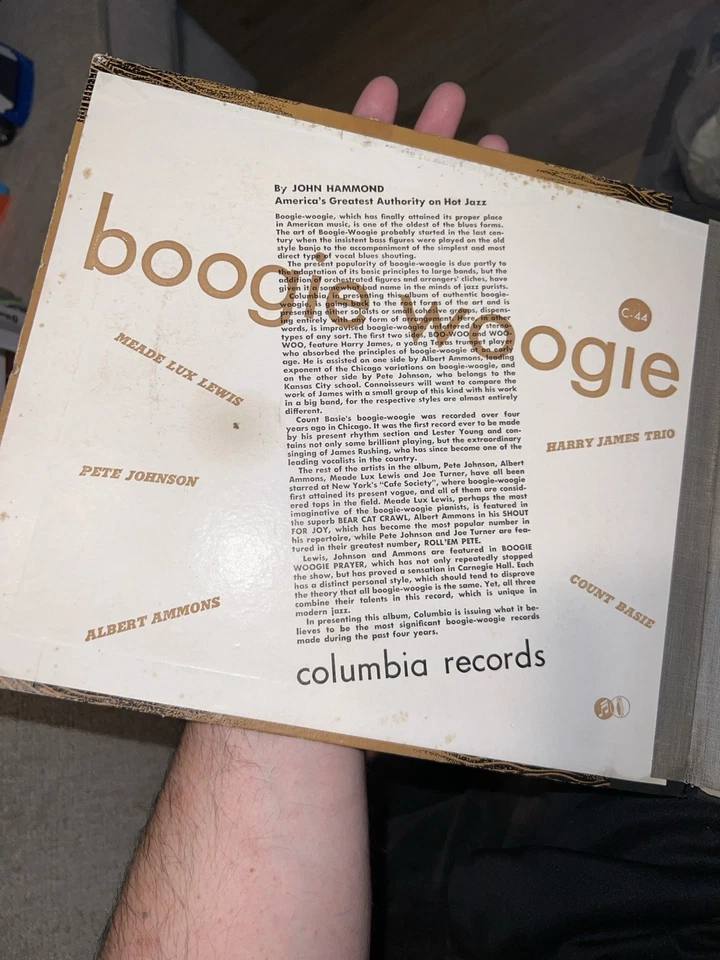 By JOHN HAMMOND
America's Greatest Authority on Hot Jazz
Boogie-woogie, which has finally attained its proper place
in American music, is one of the oldest of the blues forms.
The art of Boogie-Woogie probably started in the last cen-
tury when the insistent bass figures were played on the old
style banjo to the accompaniment of the simplest and most
direct type of vocal blues shouting.
The present popularity of boogie-woogie is due partly to
adaptation of its basic principles to large bands, but the
addition of orchestrated figures and arrangers' cliches, have
given it a somewhat bad name in the minds of jazz purists.
Columbia, in presenting this album of authentic boogie-
woogie, is going back to the early forms of the art and is
using soloists or small
ing entirely with any form of arrangement. Here, in other
words, is improvised boogie-woogie without stereo-
types of any sort. The first two sides, BOO-WOO and WOO-
WOO, feature Harry James, a young Texas trumpet player
who absorbed the principles of boogie-woogie at an early
age. He is assisted on one side by Albert Ammons, leading
exponent of the Chicago variations on boogie-woogie, and
on the other side by Pete Johnson, who belongs to the
Kansas City school. Connoisseurs will want to compare the
work of James with a small group of this kind with his work
in a big band, for the respective styles are almost entirely
different.
Count Basie's boogie-woogie was recorded over four
years ago in Chicago. It was the first record ever to be made
by his present rhythm section and Lester Young and con-
tains not only some brilliant playing, but the extraordinary
singing of James Rushing, who has since become one of the
leading vocalists in the country.
The rest of the artists in the album, Pete Johnson, Albert
Ammons, Meade Lux Lewis and Joe Turner, have all been
starred at New York's "Cafe Society", where boogie-woogie
first attained its present vogue, and all of them are consid-
ered tops in the field. Meade Lux Lewis, perhaps the most
imaginative of the boogie-woogie pianists, is featured in
the superb BEAR CAT CRAWL, Albert Ammons in his SHOUT
FOR JOY, which has become the most popular number in
his repertoire, while Pete Johnson and Joe Turner are fea-
tured in their greatest number, ROLL'EM PETE.
Lewis, Johnson and Ammons are featured in BOOGIE
WOOGIE PRAYER, which has not only repeatedly stopped
the show, but has proved a sensation in Carnegie Hall. Each
has a distinct personal style, which should tend to disprove
the theory that all boogie-woogie is the same. Yet, all three
combine their talents in this record, which is unique in
modern jazz.
In presenting this album, Columbia is issuing what it be-
lieves to be the most significant boogie-woogie records
made during the past four years.
boogie woogie
C-44
MEADE LUX LEWIS
PETE JOHNSON
ALBERT AMMONS
HARRY JAMES TRIO
COUNT BASIE
columbia records